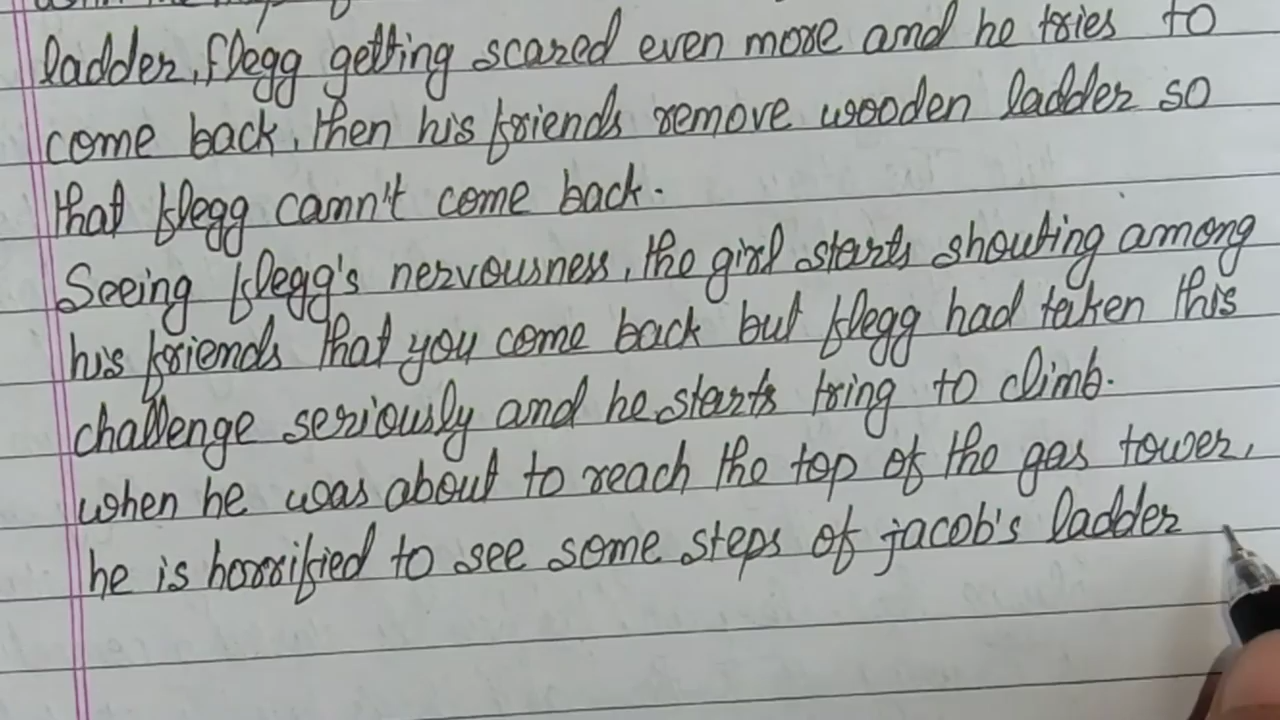 ladder, flegg getting scared even more and he tries to
come back, then his friends remove wooden ladder so
that flegg camn't come back.
Seeing flegg's nervousness, the girl starts shouting among
his friends that you come back but flegg had taken this
challenge seriously and he starts tring to climb.
when he was about to reach the top of the gas tower,
he is horrified to see some steps of jacob's ladder